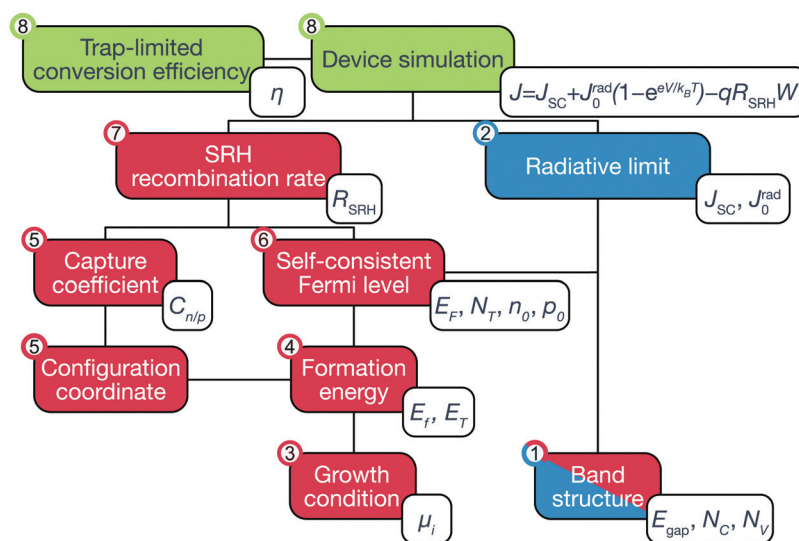 8
Trap-limited
conversion efficiency
η
8
Device simulation
J=J_SC+J_0^rad(1−e^{eV/k_BT})−qR_SRH W
7
SRH
recombination rate
R_SRH
2
Radiative limit
J_SC, J_0^rad
5
Capture
coefficient
C_n/p
6
Self-consistent
Fermi level
E_F, N_T, n_0, p_0
5
Configuration
coordinate
4
Formation
energy
E_f, E_T
3
Growth
condition
μ_i
1
Band
structure
E_gap, N_C, N_V